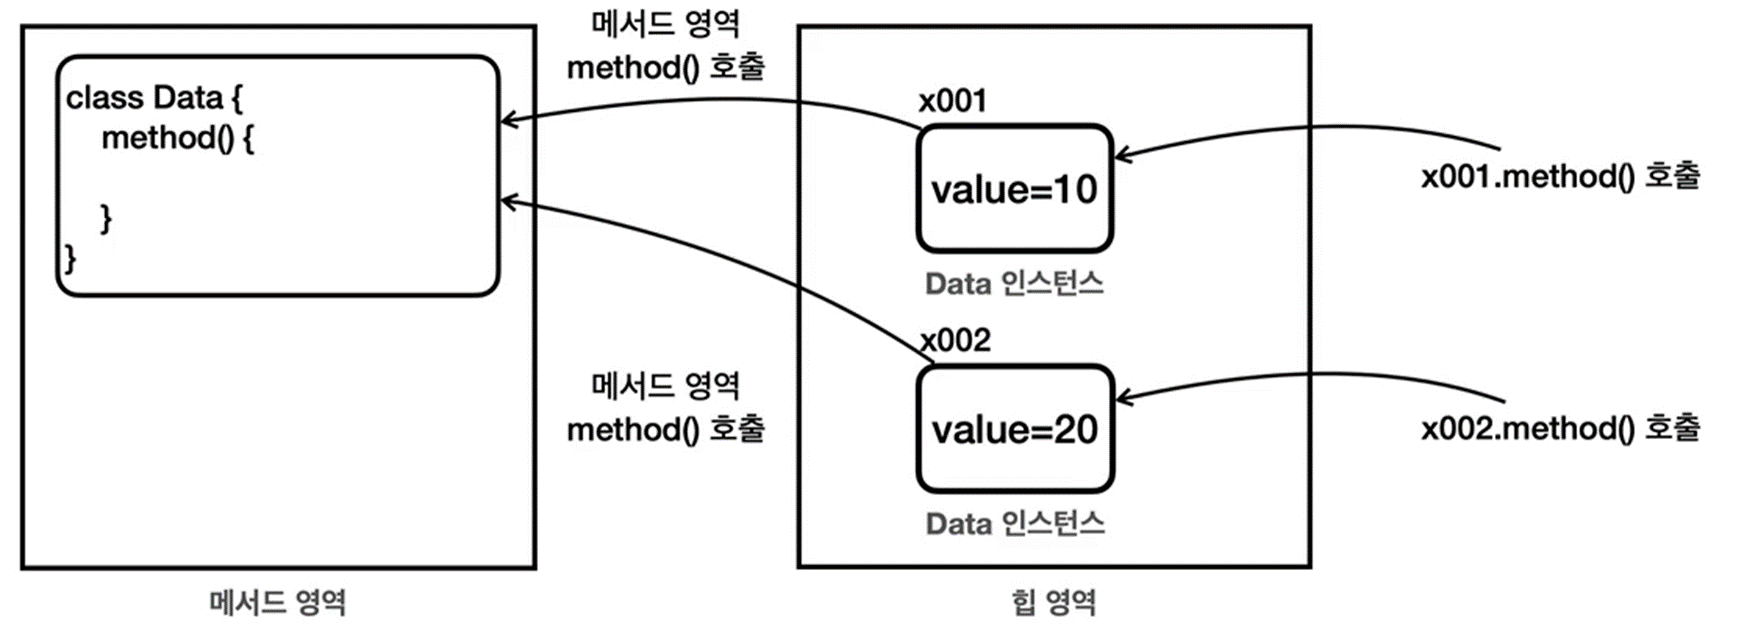 class Data {
method() {
}
}
메서드 영역
메서드 영역
method() 호출
메서드 영역
method() 호출
x001
value=10
Data 인스턴스
x002
value=20
Data 인스턴스
힙 영역
x001.method() 호출
x002.method() 호출